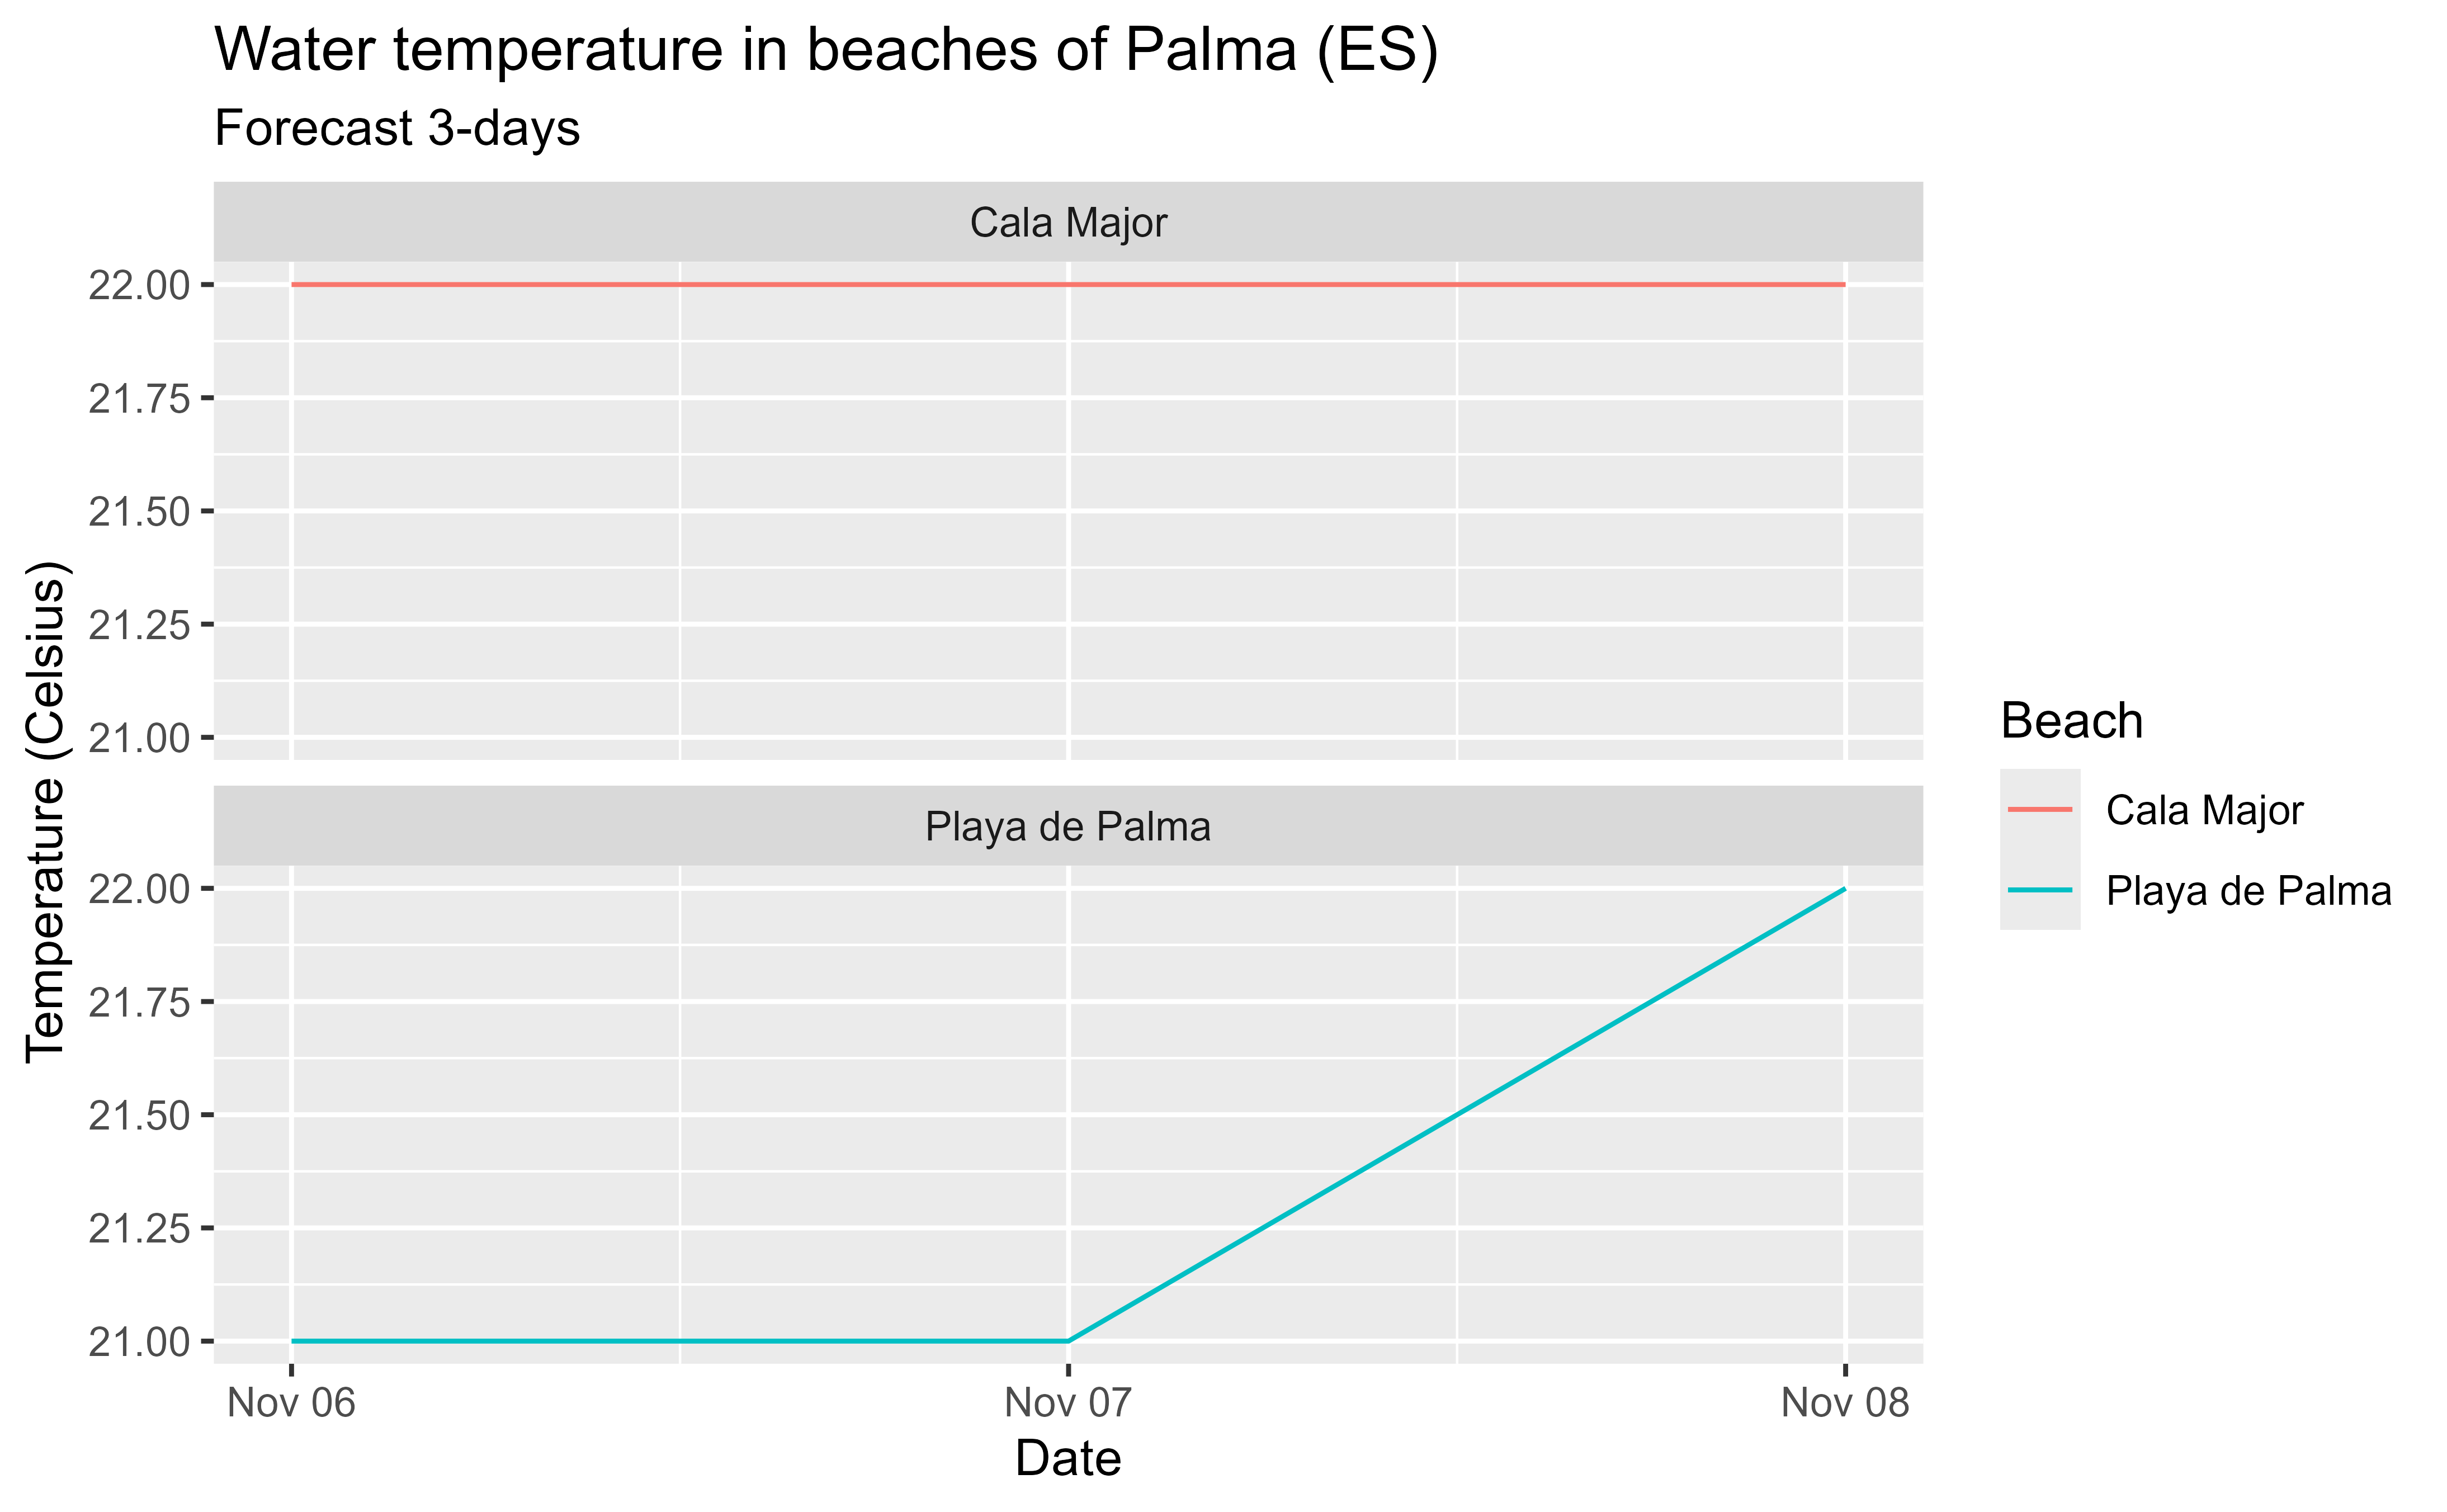 Water temperature in beaches of Palma (ES)
Forecast 3-days
Cala Major
22.00
21.75
21.50
21.25
21.00
Playa de Palma
22.00
21.75
21.50
21.25
21.00
Temperature (Celsius)
Nov 06
Nov 07
Nov 08
Date
Beach
Cala Major
Playa de Palma